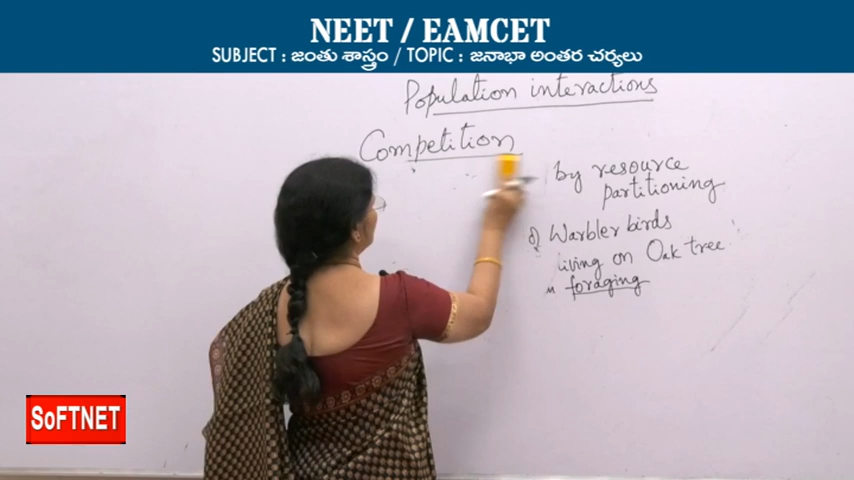 NEET / EAMCET
SUBJECT : జంతు శాస్త్రం / TOPIC : జనాభా అంతర చర్యలు
Population interactions
Competition
by resource
partitioning
Warbler birds
living on Oak tree
foraging
SoFTNET